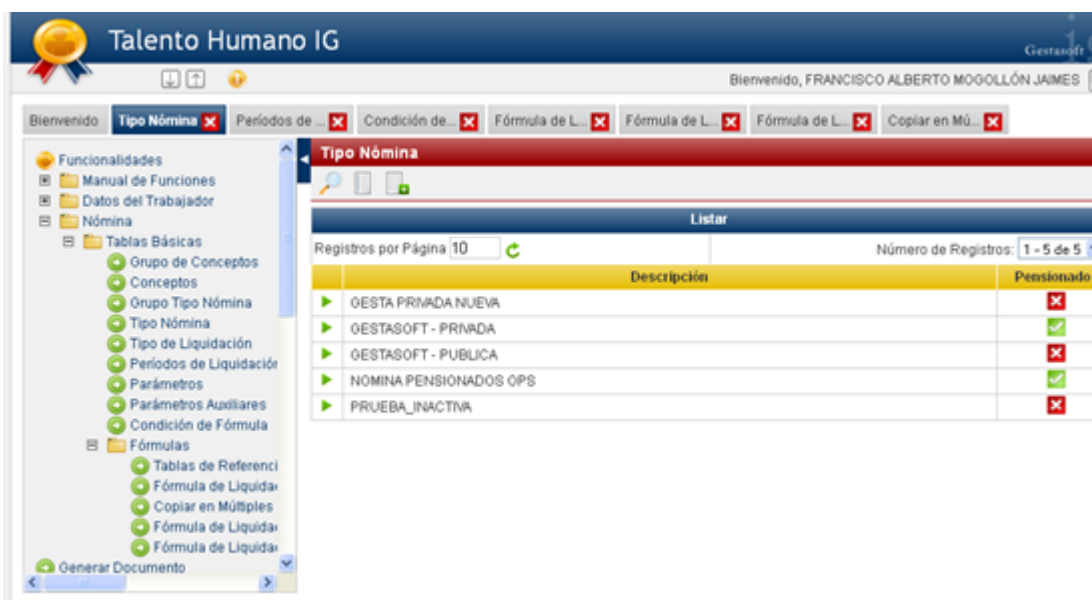 Talento Humano IG
Gestasoft
Bienvenido, FRANCISCO ALBERTO MOGOLLÓN JAIMES
Bienvenido Tipo Nómina Períodos de ... Condición de... Fórmula de L... Fórmula de L... Fórmula de L... Copiar en Mú...
Funcionalidades
Manual de Funciones
Datos del Trabajador
Nómina
Tablas Básicas
Grupo de Conceptos
Conceptos
Grupo Tipo Nómina
Tipo Nómina
Tipo de Liquidación
Períodos de Liquidación
Parámetros
Parámetros Auxiliares
Condición de Fórmula
Fórmulas
Tablas de Referenci
Fórmula de Liquida
Copiar en Múltiples
Fórmula de Liquida
Fórmula de Liquida
Generar Documento
Tipo Nómina
Listar
Registros por Página 10 Número de Registros: 1 - 5 de 5
Descripción Pensionado
GESTA PRIVADA NUEVA
GESTASOFT - PRIVADA
GESTASOFT - PUBLICA
NOMINA PENSIONADOS OPS
PRUEBA_INACTIVA